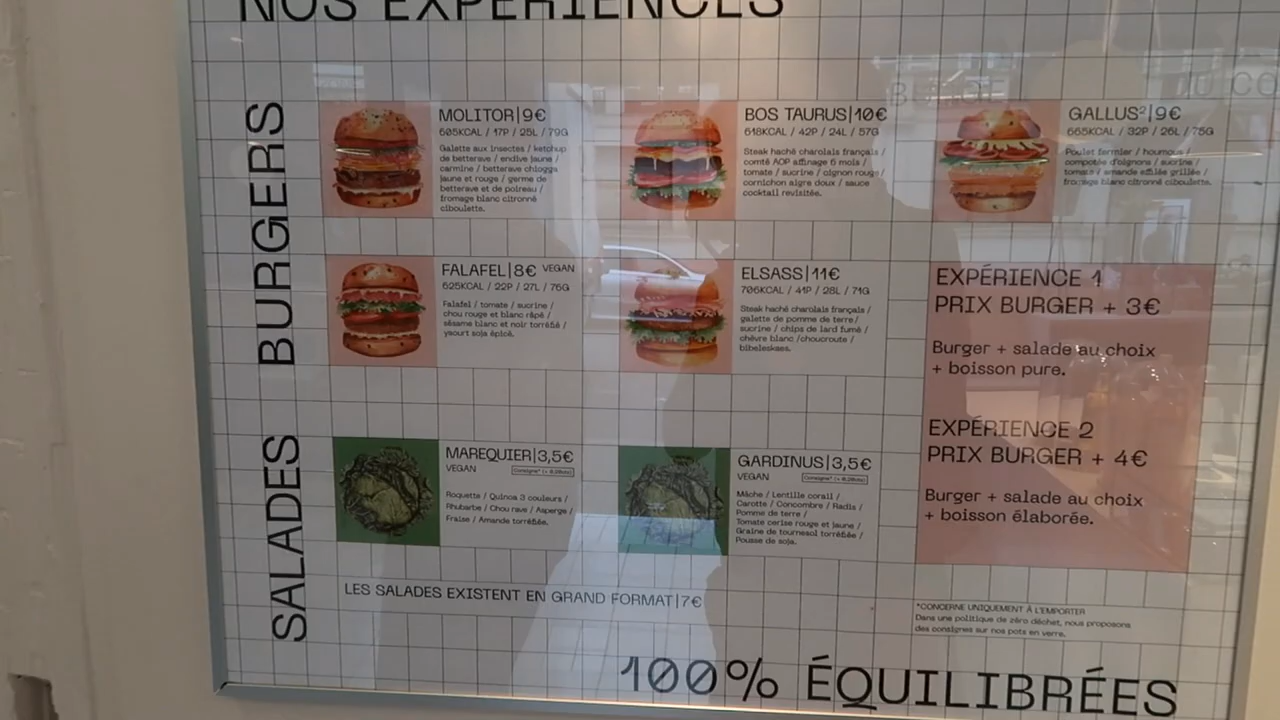 NOS EXPÉRIENCES
BURGERS
MOLITOR|9€
605KCAL / 17P / 25L / 79G
Galette aux insectes / ketchup
de betterave / endive jaune /
carmine / betterave chiogga
jaune et rouge / germe de
betterave et de poireau /
fromage blanc citronné
ciboulette.
BOS TAURUS|10€
618KCAL / 42P / 24L / 57G
Steak haché charolais français /
comté AOP affinage 6 mois /
tomate / sucrine / oignon rouge /
cornichon aigre doux / sauce
cocktail revisitée.
GALLUS²|9€
665KCAL / 32P / 26L / 75G
Poulet fermier / houmous /
compotée d'oignons / sucrine /
tomate / amande effilée grillée /
fromage blanc citronné ciboulette.
FALAFEL|8€ VEGAN
625KCAL / 22P / 27L / 76G
Falafel / tomate / sucrine /
chou rouge et blanc râpé /
sésame blanc et noir torréfié /
yaourt soja épicé.
ELSASS|11€
706KCAL / 41P / 28L / 71G
Steak haché charolais français /
galette de pomme de terre /
sucrine / chips de lard fumé /
chèvre blanc /choucroute /
bibeleskaes.
EXPÉRIENCE 1
PRIX BURGER + 3€
Burger + salade au choix
+ boisson pure.
EXPÉRIENCE 2
PRIX BURGER + 4€
Burger + salade au choix
+ boisson élaborée.
SALADES
MAREQUIER|3,5€
VEGAN
Roquette / Quinoa 3 couleurs /
Rhubarbe / Chou rave / Asperge /
Fraise / Amande torréfiée.
GARDINUS|3,5€
VEGAN
Mâche / Lentille corail /
Carotte / Concombre / Radis /
Pomme de terre /
Tomate cerise rouge et jaune /
Graine de tournesol torréfiée /
Pousse de soja.
LES SALADES EXISTENT EN GRAND FORMAT|7€
*CONCERNE UNIQUEMENT À L'EMPORTER
Dans une politique de zéro déchet, nous proposons
des consignes sur nos pots en verre.
100% ÉQUILIBRÉES